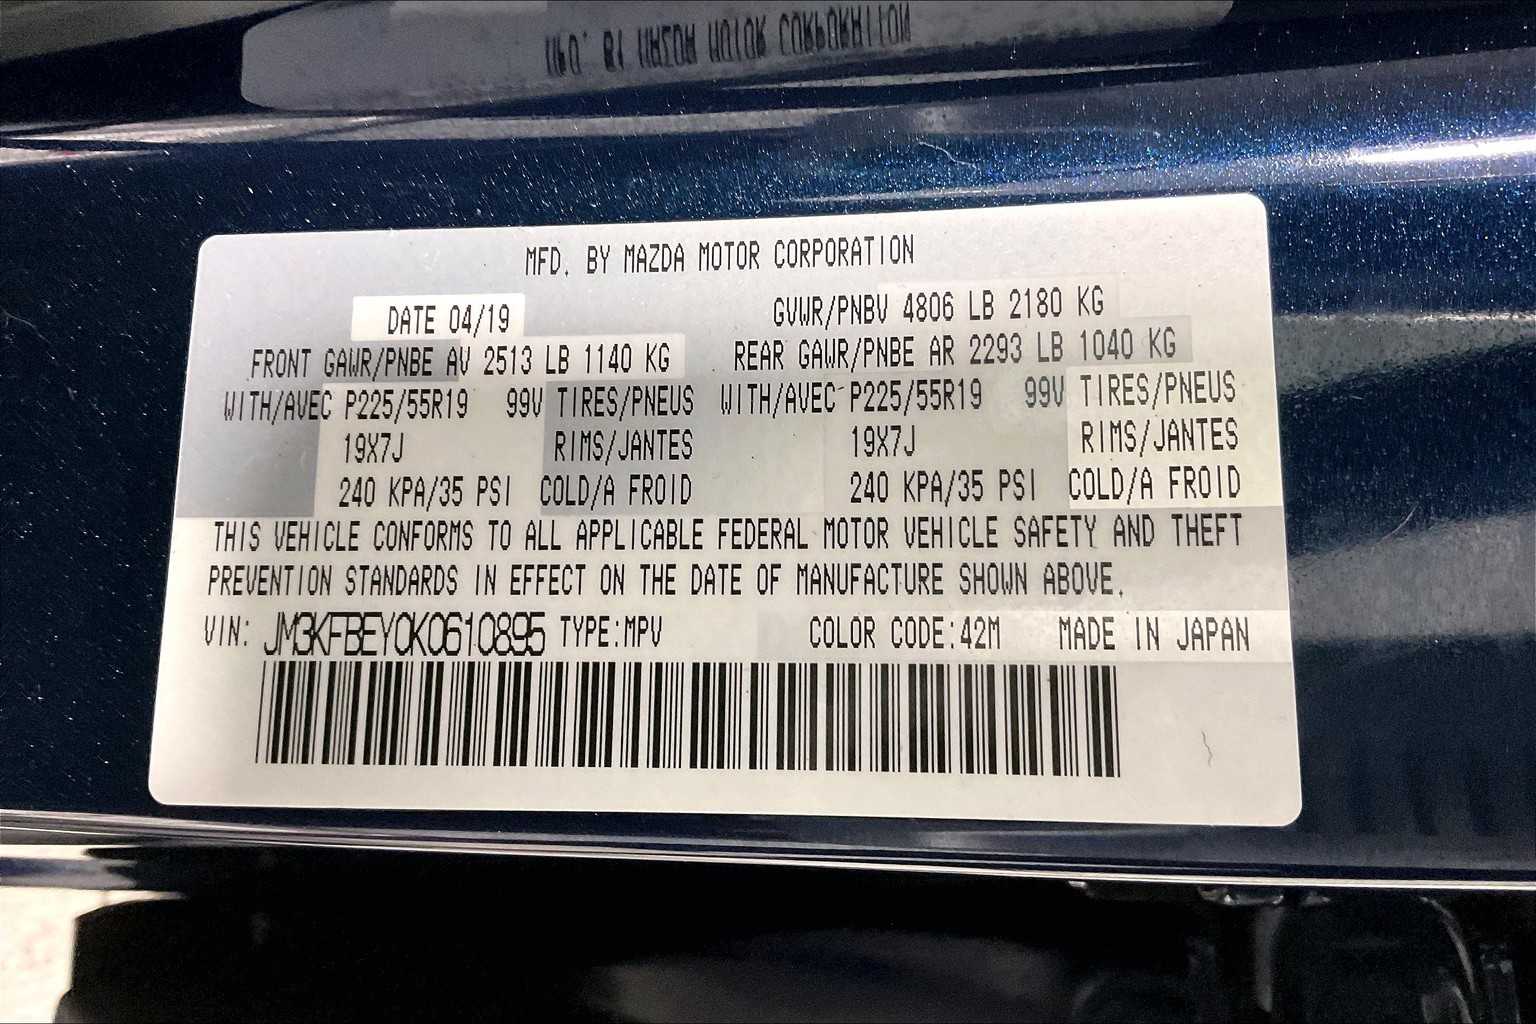 MFD. BY MAZDA MOTOR CORPORATION
MFD. BY MAZDA MOTOR CORPORATION
DATE 04/19 GVWR/PNBV 4806 LB 2180 KG
FRONT GAWR/PNBE AV 2513 LB 1140 KG REAR GAWR/PNBE AR 2293 LB 1040 KG
WITH/AVEC P225/55R19 99V TIRES/PNEUS WITH/AVEC P225/55R19 99V TIRES/PNEUS
19X7J RIMS/JANTES 19X7J RIMS/JANTES
240 KPA/35 PSI COLD/A FROID 240 KPA/35 PSI COLD/A FROID
THIS VEHICLE CONFORMS TO ALL APPLICABLE FEDERAL MOTOR VEHICLE SAFETY AND THEFT
PREVENTION STANDARDS IN EFFECT ON THE DATE OF MANUFACTURE SHOWN ABOVE.
VIN: JM3KFBEY0K0610895 TYPE:MPV COLOR CODE:42M MADE IN JAPAN